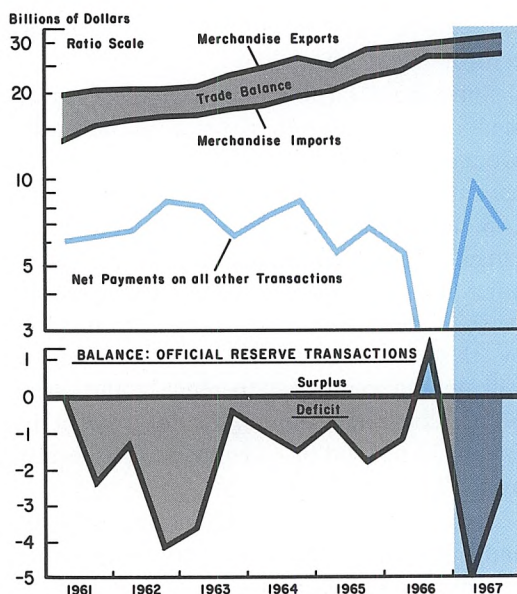 Billions of Dollars
30
Ratio Scale
Merchandise Exports
20
Trade Balance
Merchandise Imports
10
5
Net Payments on all other Transactions
3
1
BALANCE: OFFICIAL RESERVE TRANSACTIONS
Surplus
0
Deficit
-1
-2
-3
-4
-5
1961 1962 1963 1964 1965 1966 1967